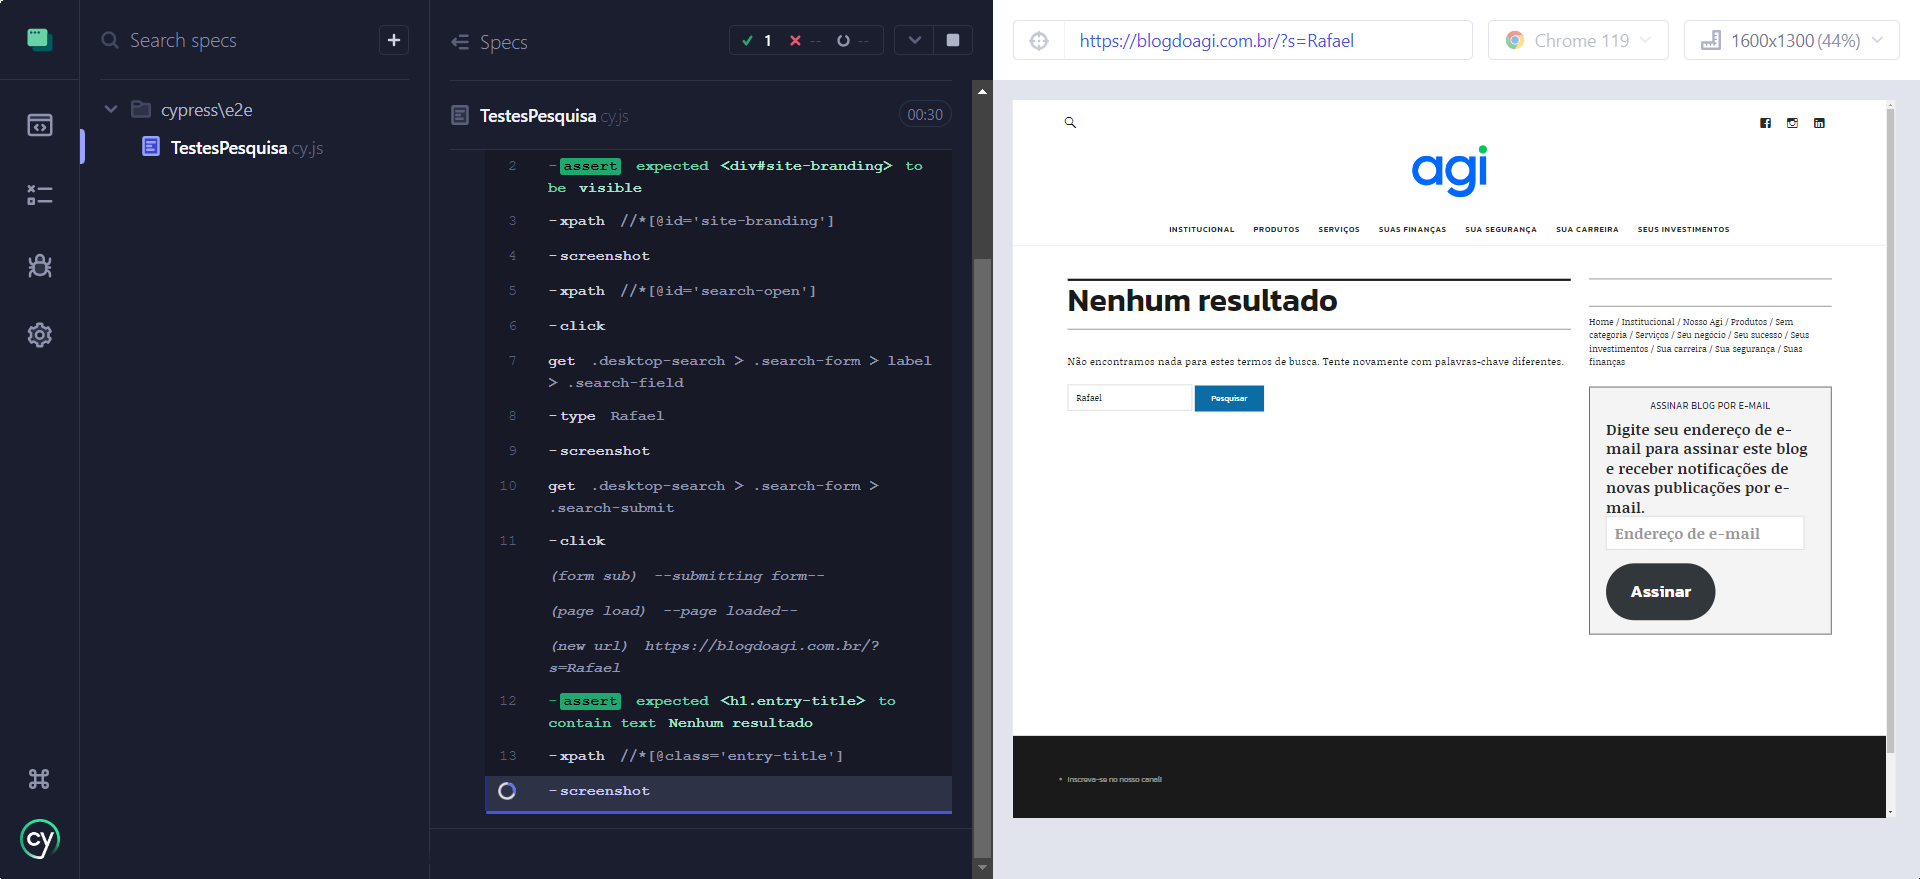 Search specs
+
cypress\e2e
TestesPesquisa.cy.js
cy
Specs
1
--
--
TestesPesquisa.cy.js
00:30
2 -assert expected <div#site-branding> to
be visible
3 -xpath //*[@id='site-branding']
4 -screenshot
5 -xpath //*[@id='search-open']
6 -click
7 get .desktop-search > .search-form > label
> .search-field
8 -type Rafael
9 -screenshot
10 get .desktop-search > .search-form >
.search-submit
11 -click
(form sub) --submitting form--
(page load) --page loaded--
(new url) https://blogdoagi.com.br/?
s=Rafael
12 -assert expected <h1.entry-title> to
contain text Nenhum resultado
13 -xpath //*[@class='entry-title']
-screenshot
https://blogdoagi.com.br/?s=Rafael
Chrome 119
1600x1300 (44%)
agi
INSTITUCIONAL PRODUTOS SERVIÇOS SUAS FINANÇAS SUA SEGURANÇA SUA CARREIRA SEUS INVESTIMENTOS
Nenhum resultado
Não encontramos nada para estes termos de busca. Tente novamente com palavras-chave diferentes.
Rafael
Pesquisar
Home / Institucional / Nosso Agi / Produtos / Sem
categoria / Serviços / Seu negócio / Seu sucesso / Seus
investimentos / Sua carreira / Sua segurança / Suas
finanças
ASSINAR BLOG POR E-MAIL
Digite seu endereço de e-
mail para assinar este blog
e receber notificações de
novas publicações por e-
mail.
Endereço de e-mail
Assinar
• Inscreva-se no nosso canal!